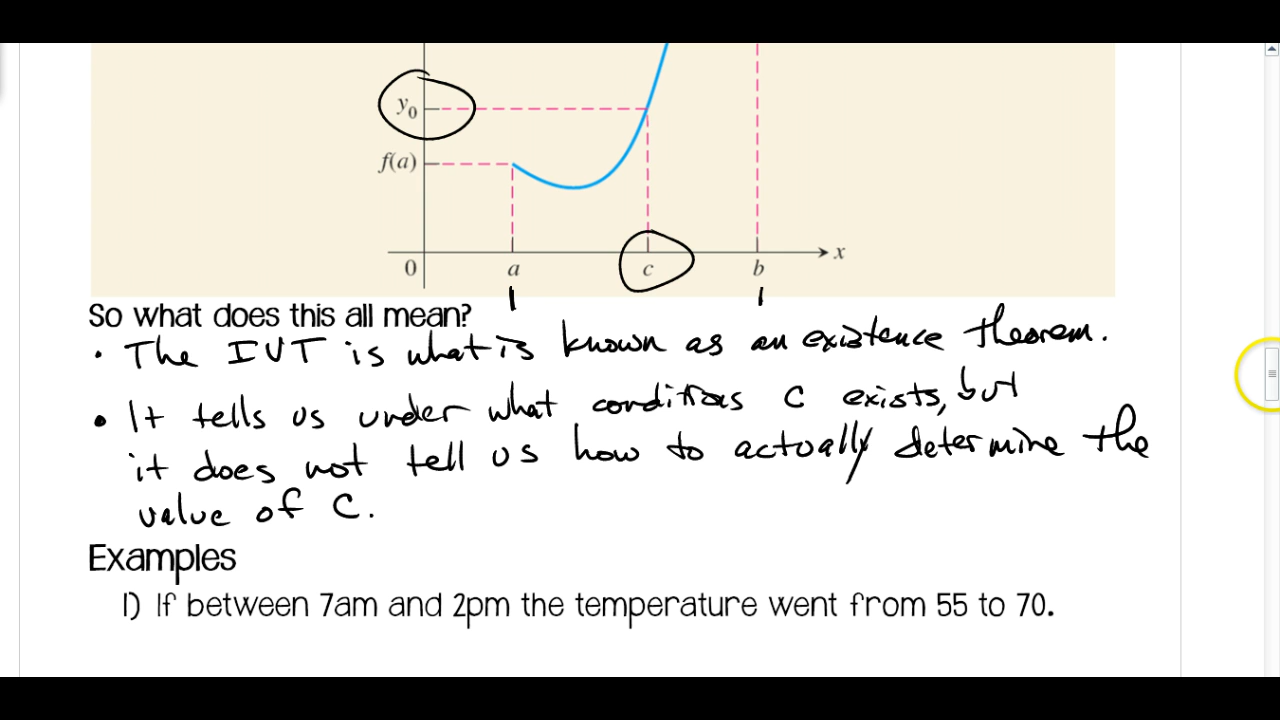 y₀
f(a)
x
0 a c b
So what does this all mean?
• The IVT is what is known as an existence theorem.
• It tells us under what conditions c exists, but
it does not tell us how to actually determine the
value of c.
Examples
1) If between 7am and 2pm the temperature went from 55 to 70.